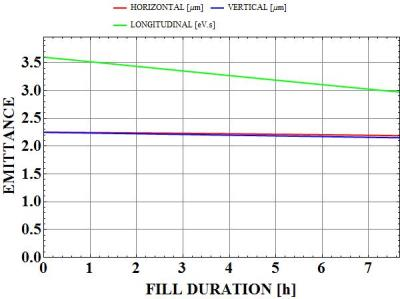 HORIZONTAL [μm] VERTICAL [μm]
LONGITUDINAL [eV.s]
3.5
3.0
2.5
2.0
1.5
1.0
0.5
0.0
EMITTANCE
0 1 2 3 4 5 6 7
FILL DURATION [h]